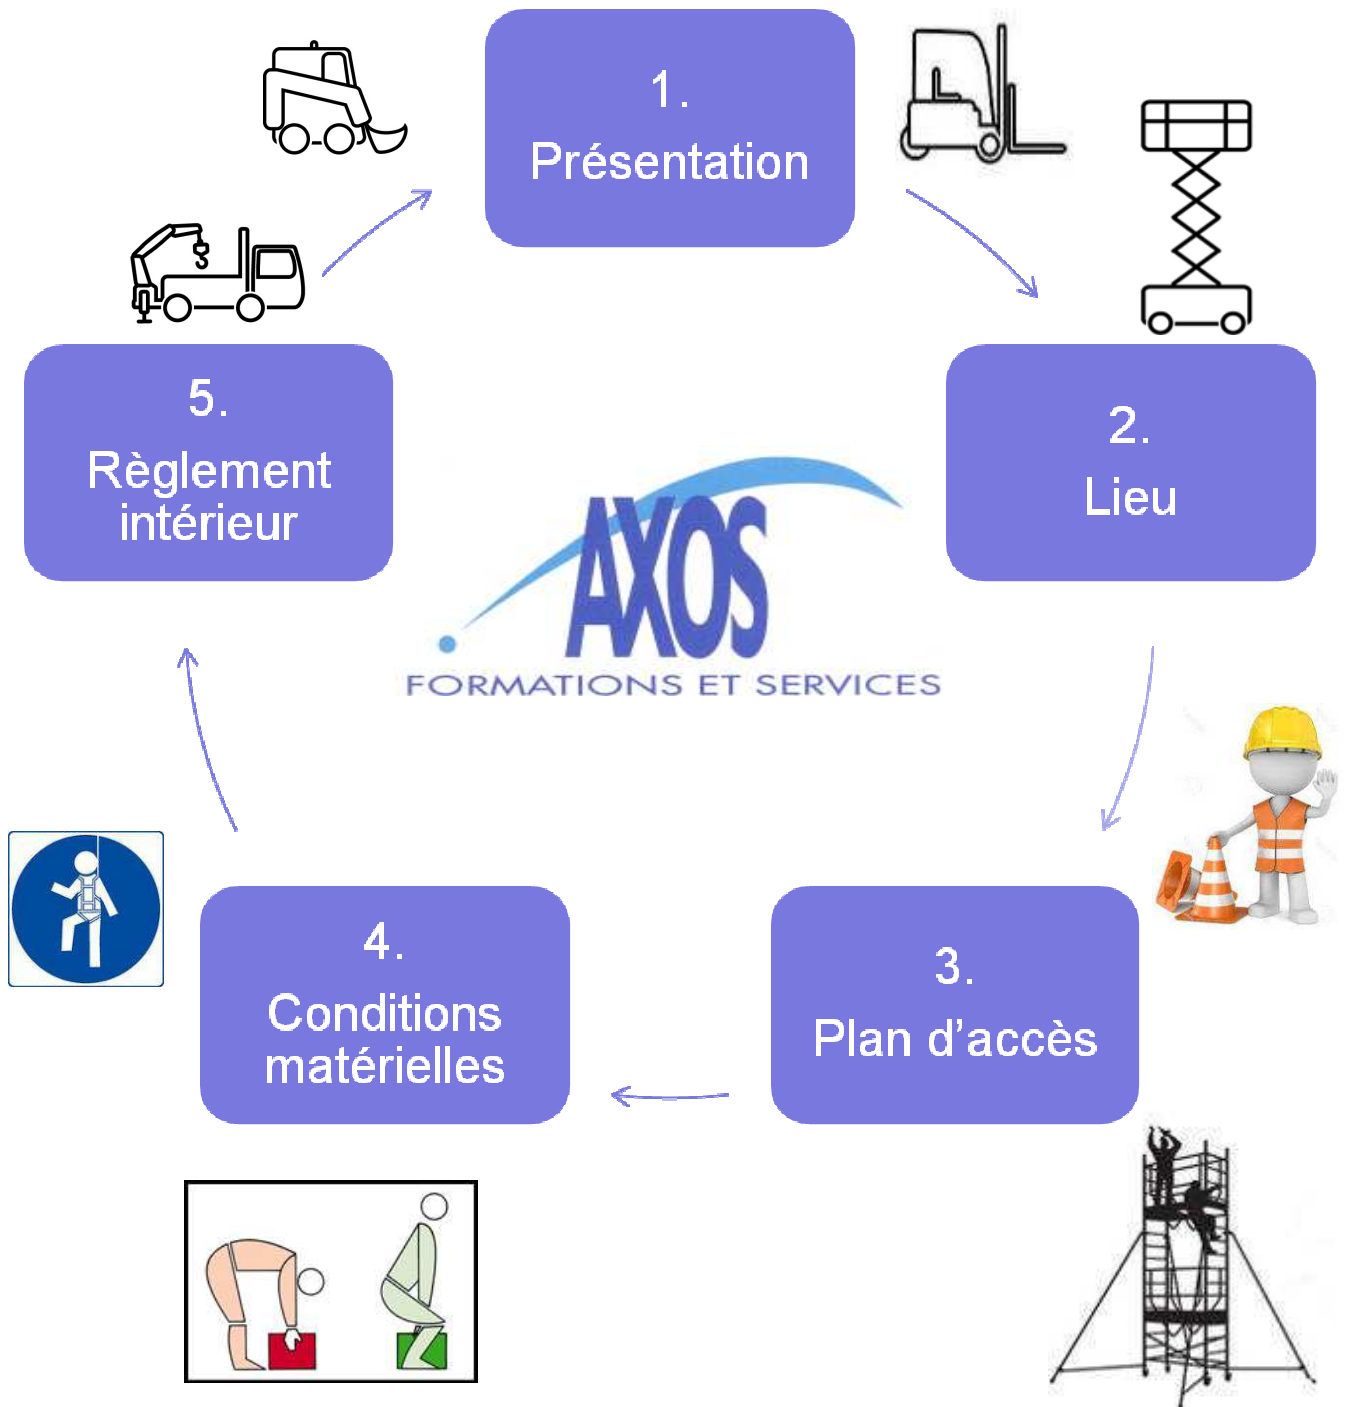 1.
Présentation
2.
Lieu
3.
Plan d’accès
4.
Conditions
matérielles
5.
Règlement
intérieur
AXOS
FORMATIONS ET SERVICES